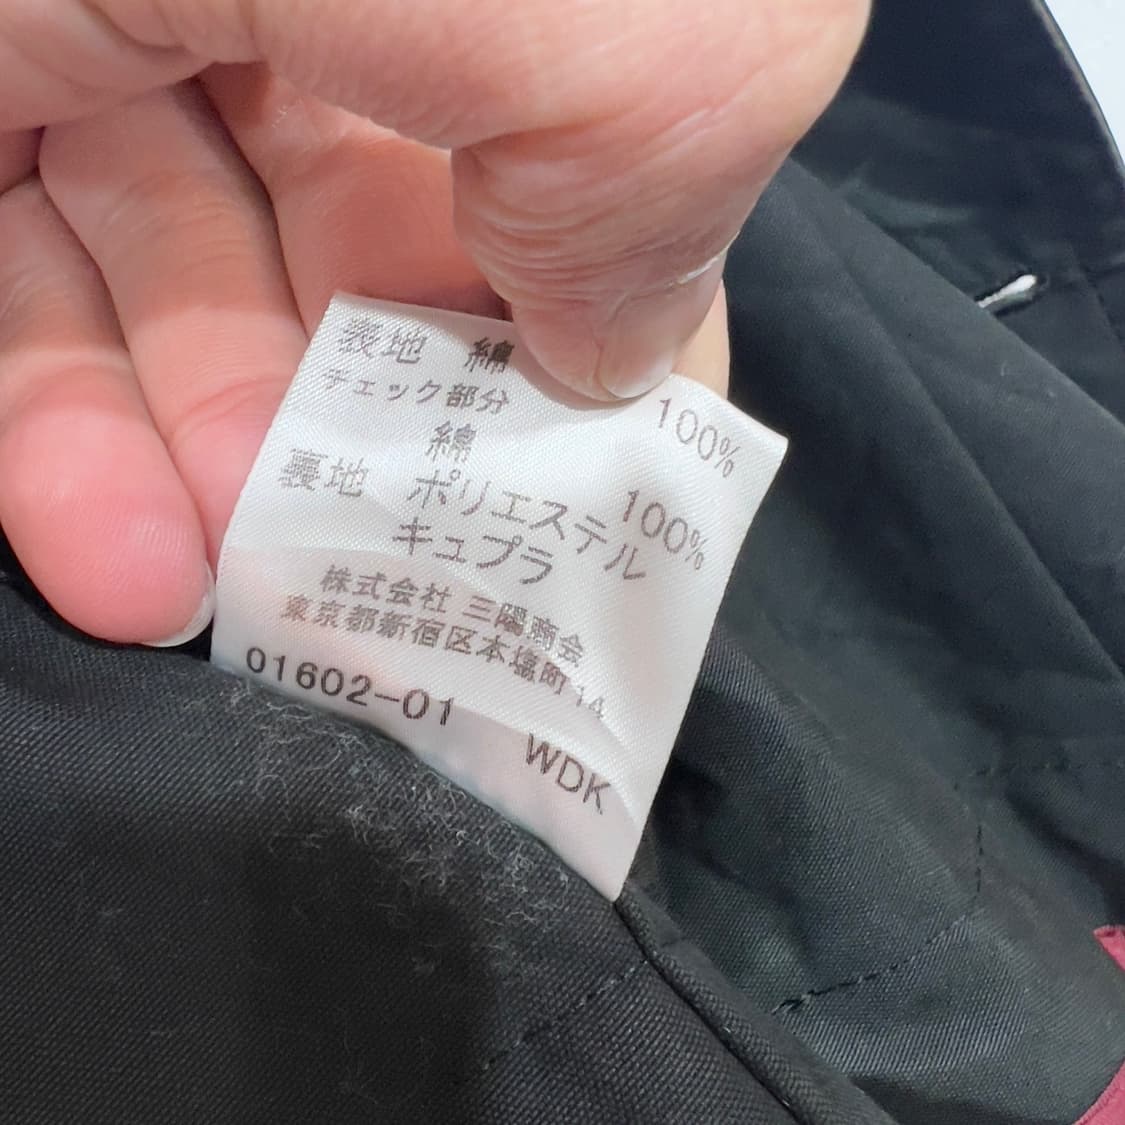 表地 綿 100%
チェック部分
綿 100%
裏地 ポリエステル
キュプラ
株式会社 三陽商会
東京都新宿区本塩町14
01602-01 WDK